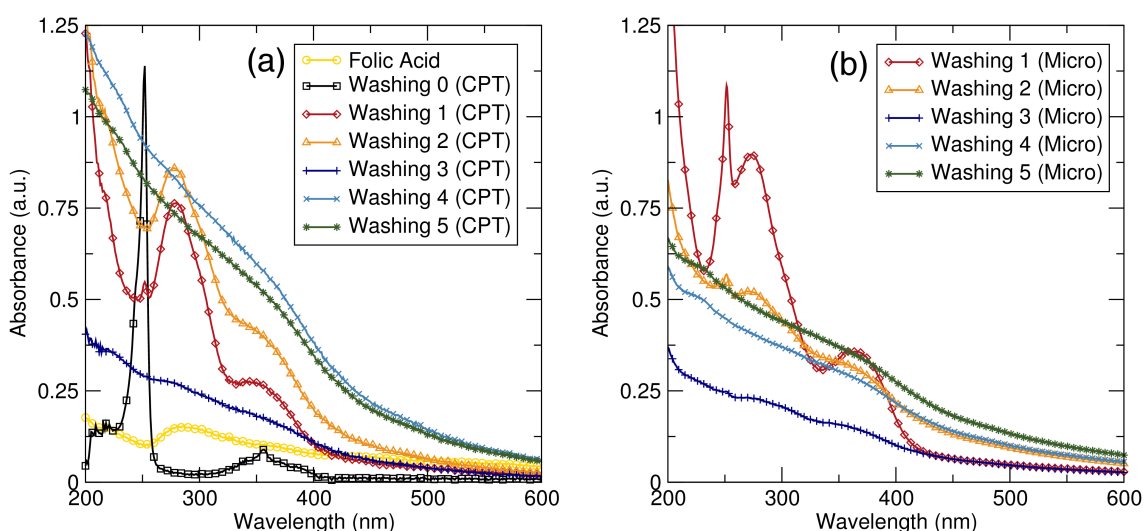 (a)
Folic Acid
Washing 0 (CPT)
Washing 1 (CPT)
Washing 2 (CPT)
Washing 3 (CPT)
Washing 4 (CPT)
Washing 5 (CPT)
1.25
1
0.75
0.5
0.25
0
200
300
400
500
600
Absorbance (a.u.)
Wavelength (nm)
(b)
Washing 1 (Micro)
Washing 2 (Micro)
Washing 3 (Micro)
Washing 4 (Micro)
Washing 5 (Micro)
1.25
1
0.75
0.5
0.25
0
200
300
400
500
600
Absorbance (a.u.)
Wavelength (nm)